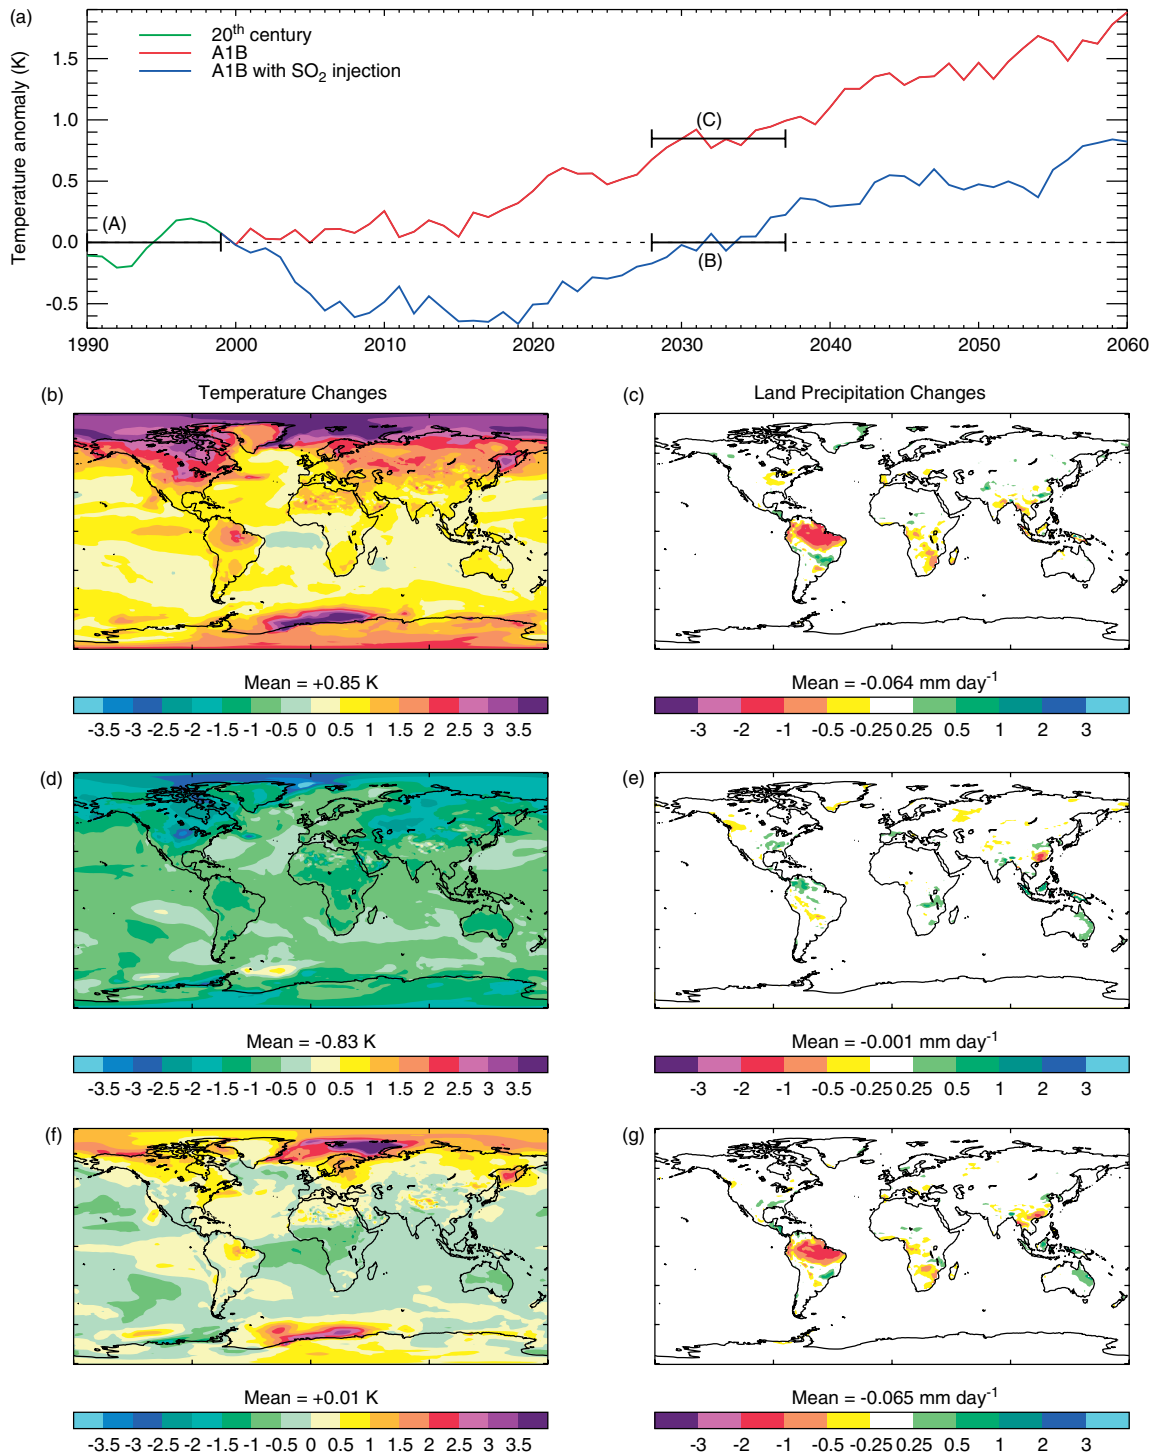 (a)
20th century
A1B
A1B with SO2 injection
Temperature anomaly (K)
1.5
1.0
0.5
0.0
-0.5
(A)
(B)
(C)
1990 2000 2010 2020 2030 2040 2050 2060
(b) Temperature Changes
(c) Land Precipitation Changes
Mean = +0.85 K
-3.5 -3 -2.5 -2 -1.5 -1 -0.5 0 0.5 1 1.5 2 2.5 3 3.5
Mean = -0.064 mm day-1
-3 -2 -1 -0.5 -0.25 0.25 0.5 1 2 3
(d)
(e)
Mean = -0.83 K
-3.5 -3 -2.5 -2 -1.5 -1 -0.5 0 0.5 1 1.5 2 2.5 3 3.5
Mean = -0.001 mm day-1
-3 -2 -1 -0.5 -0.25 0.25 0.5 1 2 3
(f)
(g)
Mean = +0.01 K
-3.5 -3 -2.5 -2 -1.5 -1 -0.5 0 0.5 1 1.5 2 2.5 3 3.5
Mean = -0.065 mm day-1
-3 -2 -1 -0.5 -0.25 0.25 0.5 1 2 3